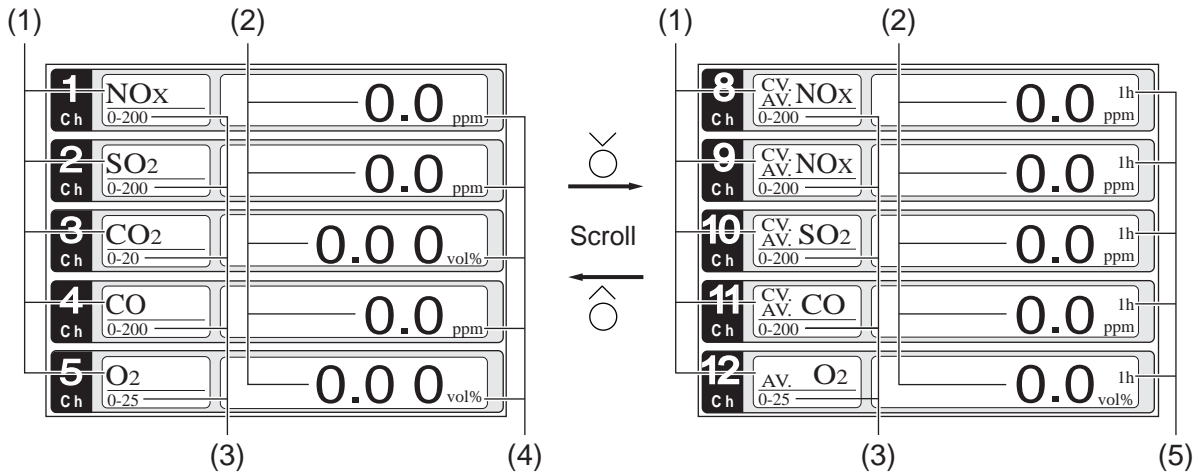 (1) (2) (1) (2)
1 Ch NOx 0-200 0.0 ppm
2 Ch SO2 0-200 0.0 ppm
3 Ch CO2 0-20 0.00 vol%
4 Ch CO 0-200 0.0 ppm
5 Ch O2 0-25 0.00 vol%
(3) (4)
Scroll
8 Ch CV. AV. NOx 0-200 0.0 1h ppm
9 Ch CV. AV. NOx 0-200 0.0 1h ppm
10 Ch CV. AV. SO2 0-200 0.0 1h ppm
11 Ch CV. AV. CO 0-200 0.0 1h ppm
12 Ch AV. O2 0-25 0.0 1h vol%
(3) (5)